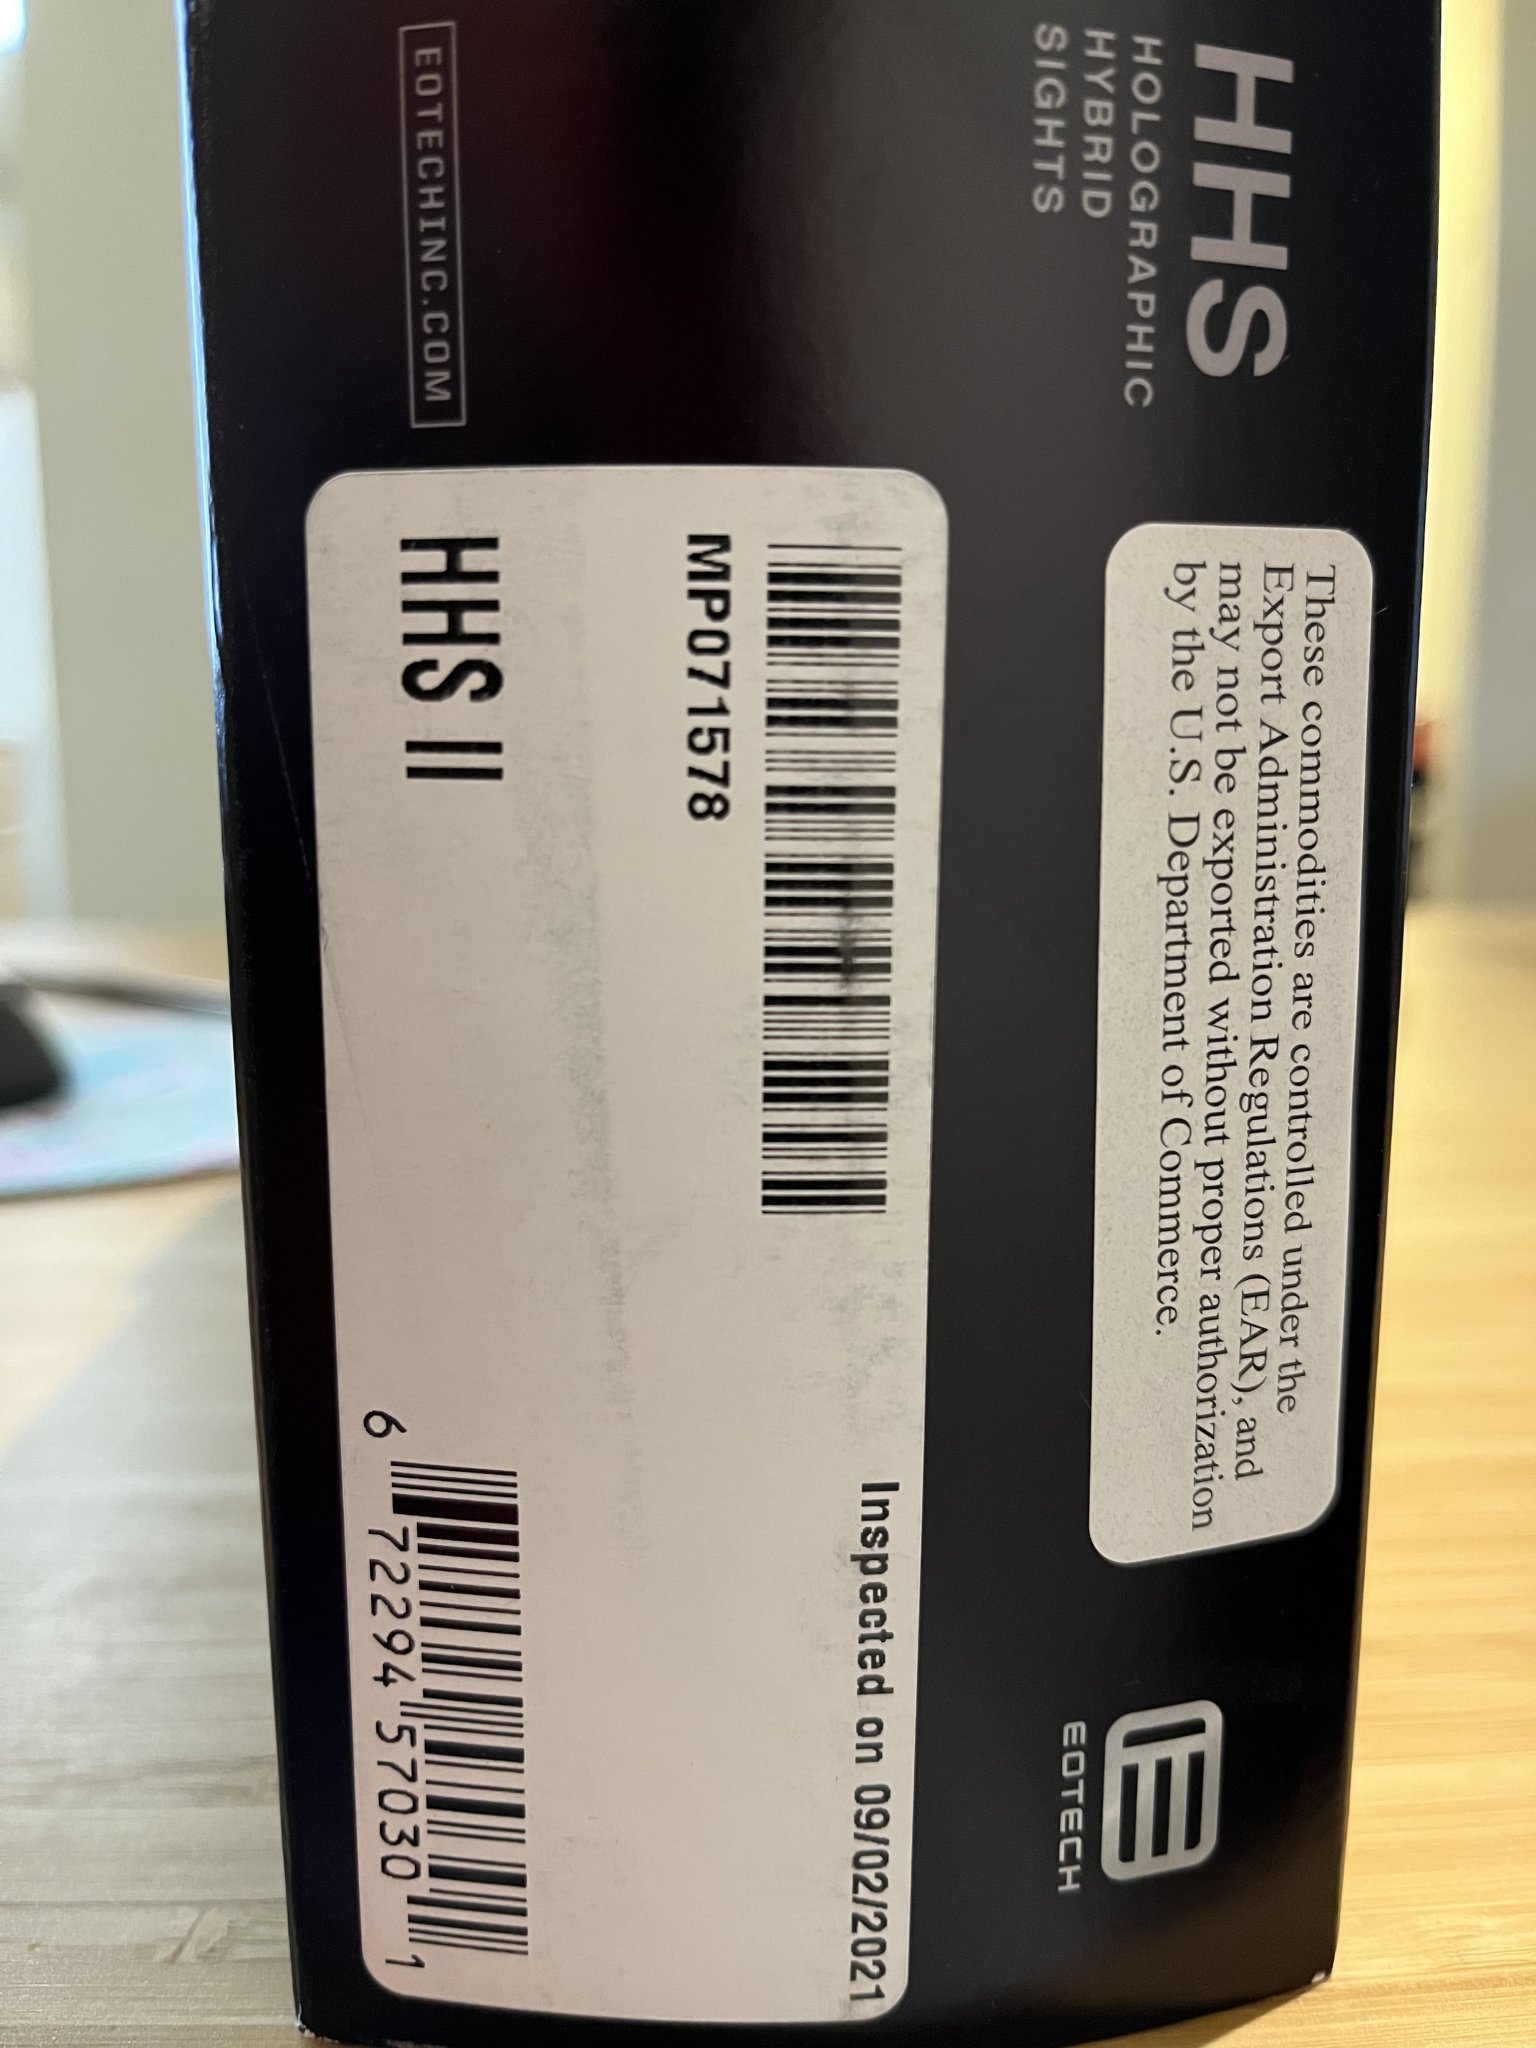 HHS
HOLOGRAPHIC
HYBRID
SIGHTS
EOTECHINC.COM
These commodities are controlled under the
Export Administration Regulations (EAR), and
may not be exported without proper authorization
by the U.S. Department of Commerce.
EOTECH
MP071578
Inspected on 09/02/2021
HHS II
6 72294 57030 1